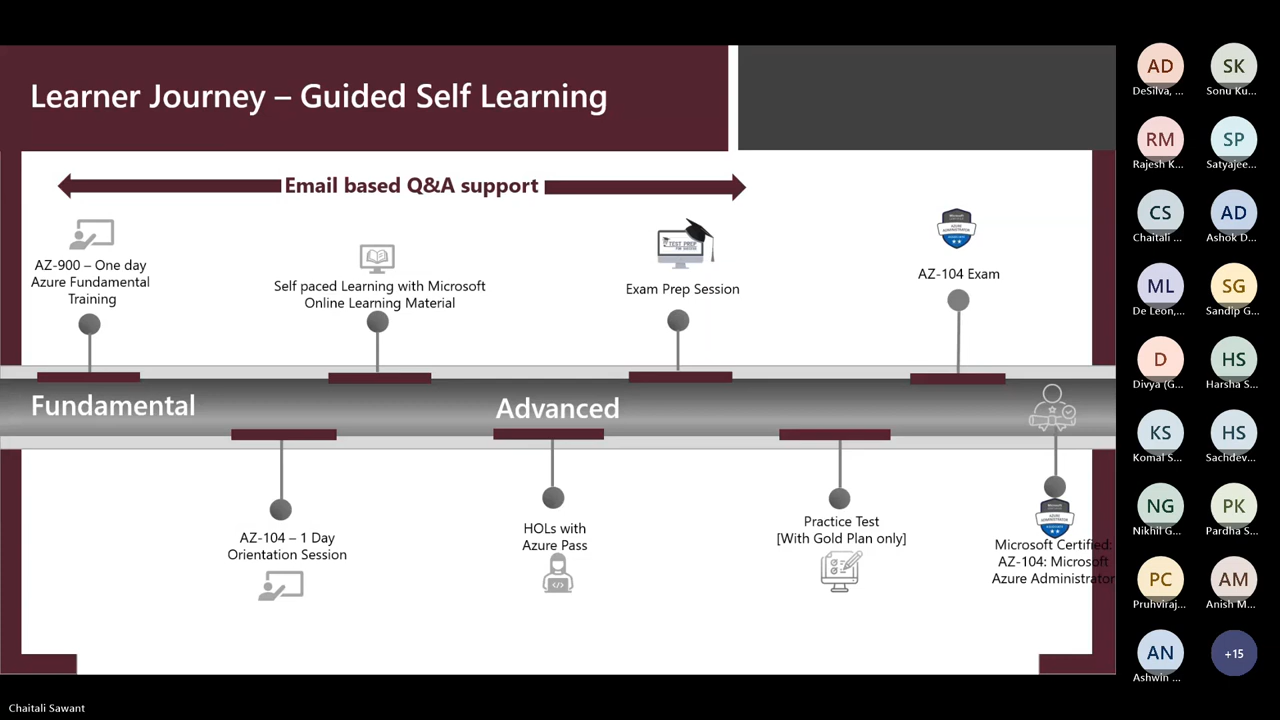 Learner Journey – Guided Self Learning
Email based Q&A support
AZ-900 – One day
Azure Fundamental
Training
Self paced Learning with Microsoft
Online Learning Material
TEST PREP
Exam Prep Session
AZ-104 Exam
Fundamental
Advanced
AZ-104 – 1 Day
Orientation Session
HOLs with
Azure Pass
Practice Test
[With Gold Plan only]
Microsoft Certified:
AZ-104: Microsoft
Azure Administrator
AD
DeSilva, ...
SK
Sonu Ku...
RM
Rajesh K...
SP
Satyajee...
CS
Chaitali ...
AD
Ashok D...
ML
De Leon,...
SG
Sandip G...
D
Divya (G...
HS
Harsha S...
KS
Komal S...
HS
Sachdev...
NG
Nikhil G...
PK
Pardha S...
PC
Pruhviraj...
AM
Anish M...
AN
Ashwin ...
+15
Chaitali Sawant